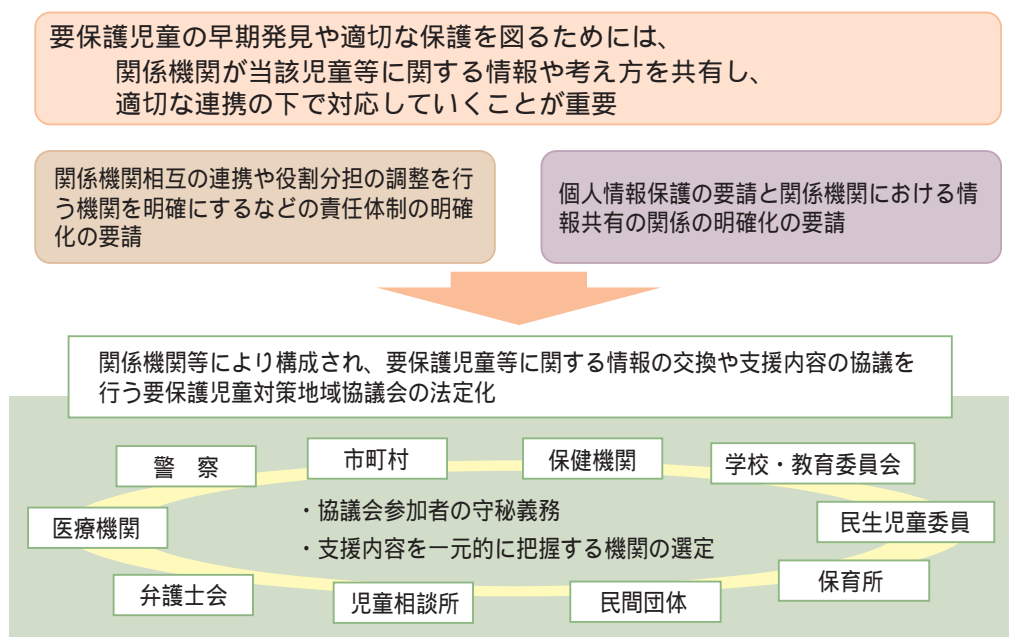 要保護児童の早期発見や適切な保護を図るためには、
関係機関が当該児童等に関する情報や考え方を共有し、
適切な連携の下で対応していくことが重要
関係機関相互の連携や役割分担の調整を行
う機関を明確にするなどの責任体制の明確
化の要請
個人情報保護の要請と関係機関における情
報共有の関係の明確化の要請
関係機関等により構成され、要保護児童等に関する情報の交換や支援内容の協議を
行う要保護児童対策地域協議会の法定化
警　察
市町村
保健機関
学校・教育委員会
医療機関
・協議会参加者の守秘義務
・支援内容を一元的に把握する機関の選定
民生児童委員
弁護士会
児童相談所
民間団体
保育所